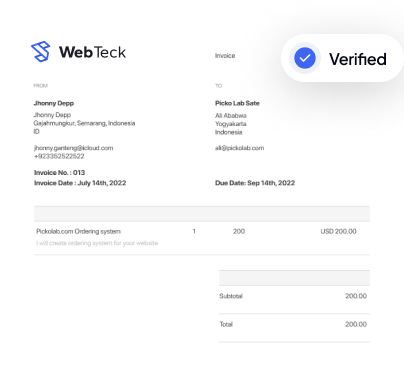 WebTeck
Invoice
Verified
FROM
TO
Jhonny Depp
Picko Lab Sate
Jhonny Depp
Gajahmungkur, Semarang, Indonesia
ID
Ali Ababwa
Yogyakarta
Indonesia
jhonny.ganteng@icloud.com
+923352522522
ali@pickolab.com
Invoice No. : 013
Invoice Date : July 14th, 2022
Due Date: Sep 14th, 2022
Pickolab.com Ordering system 1 200 USD 200,00
I will create ordering system for your website
Subtotal 200.00
Total 200.00